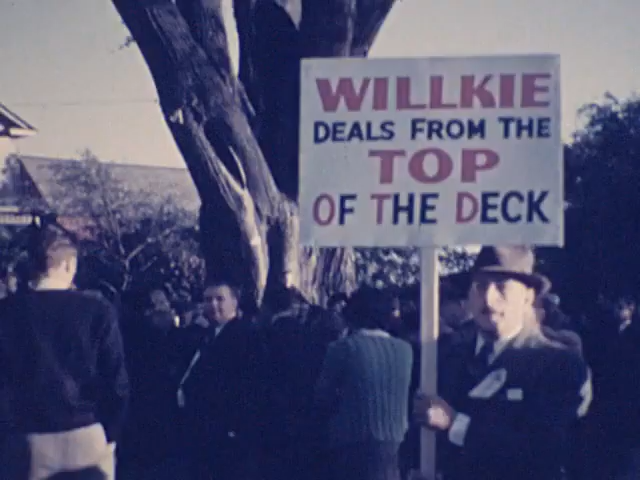 WILLKIE
DEALS FROM THE
TOP
OF THE DECK